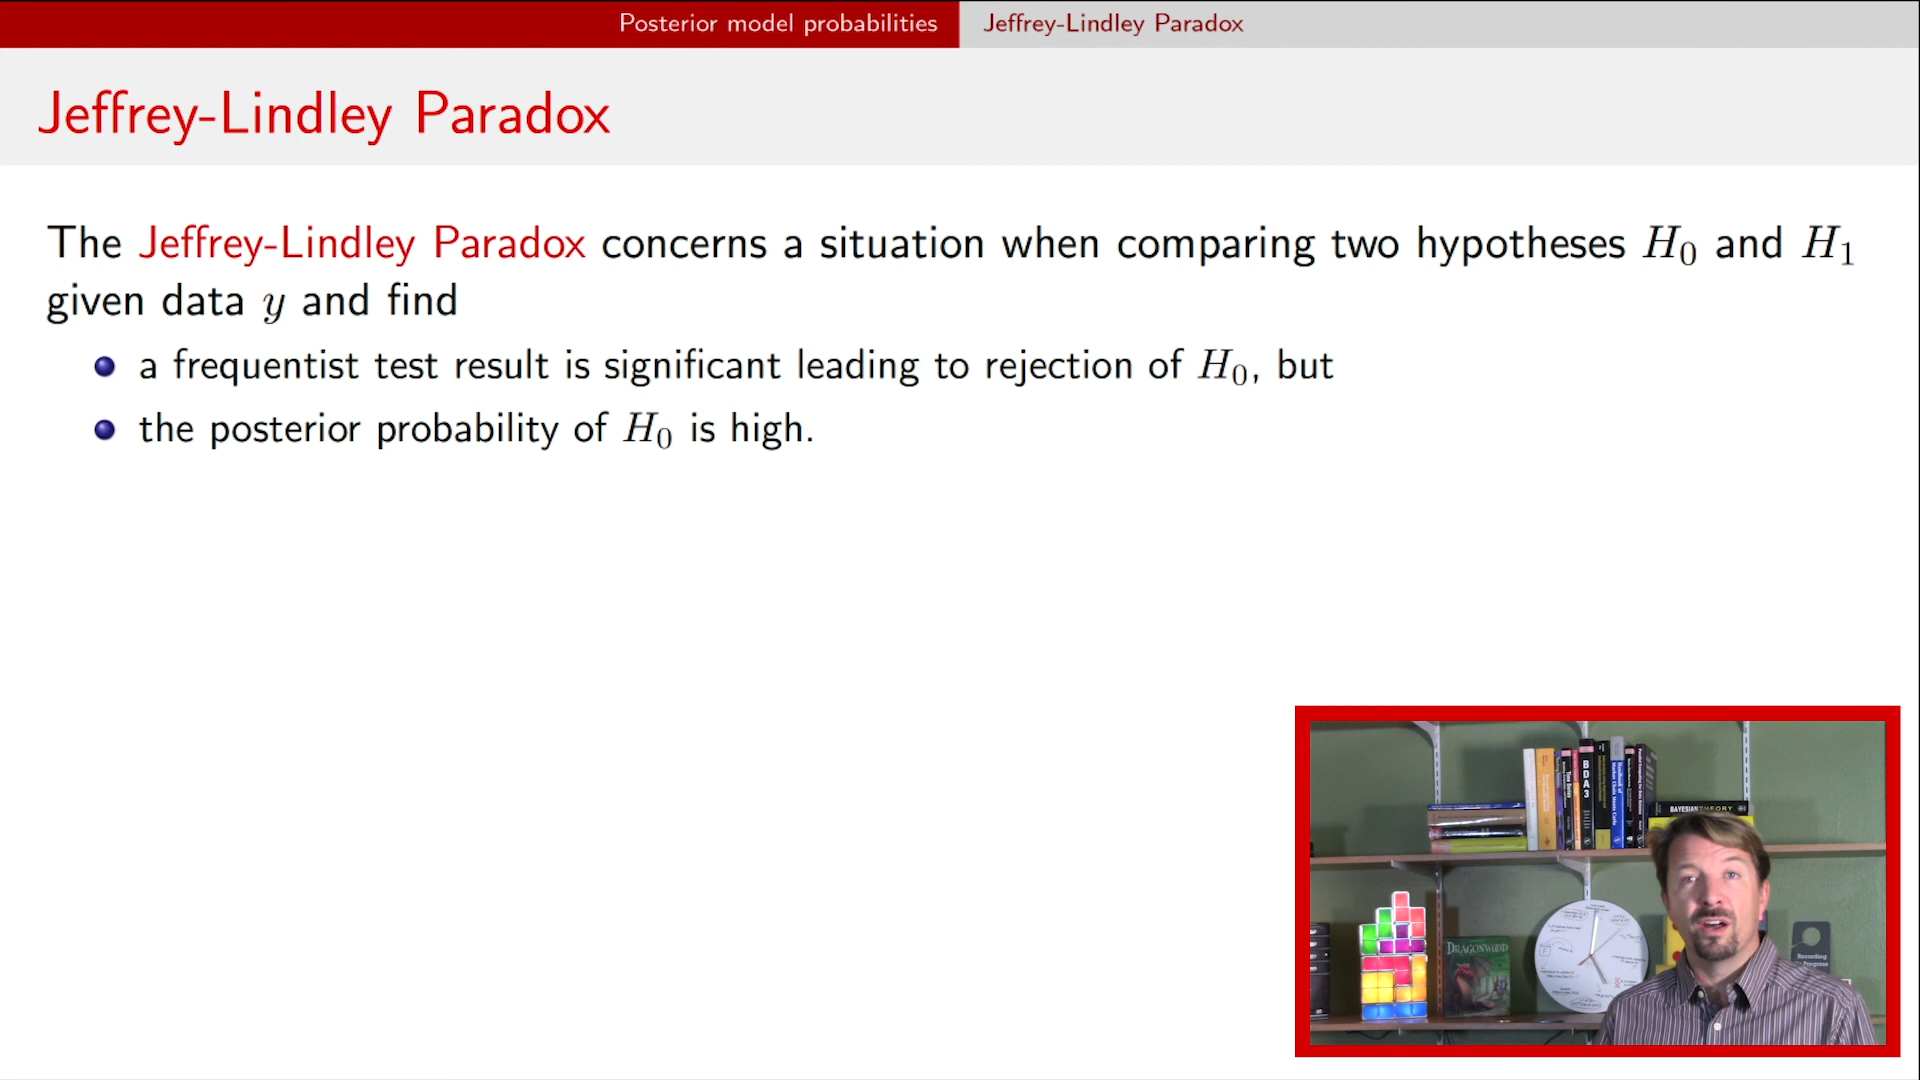 Posterior model probabilities
Jeffrey-Lindley Paradox
Jeffrey-Lindley Paradox
The Jeffrey-Lindley Paradox concerns a situation when comparing two hypotheses H₀ and H₁
given data y and find
a frequentist test result is significant leading to rejection of H₀, but
the posterior probability of H₀ is high.
BDA3
BAYESIAN THEORY
DRAGONWOOD
Recording
Progress